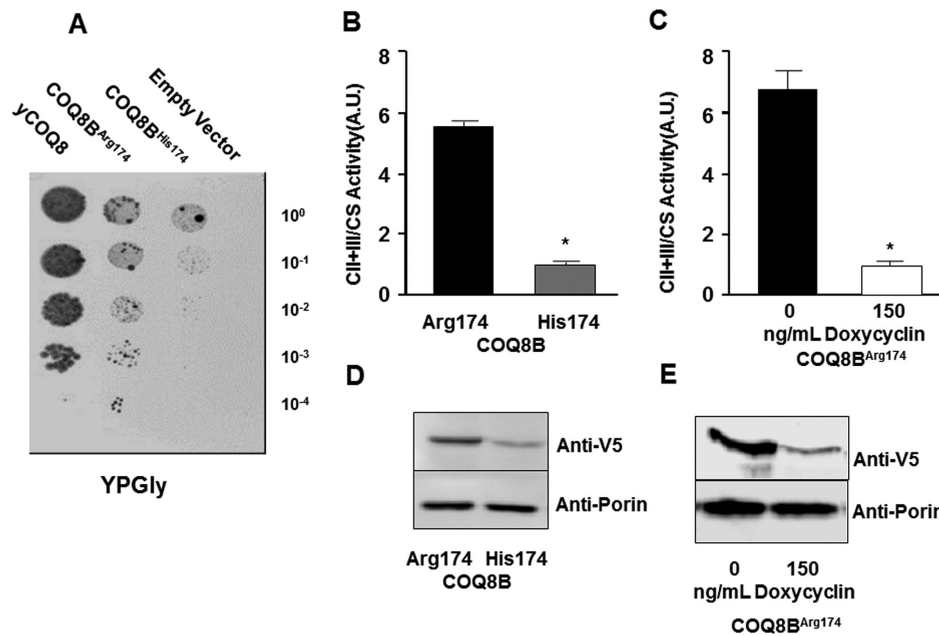 A
yCOQ8
COQ8B^Arg174
COQ8B^His174
Empty Vector
10^0
10^-1
10^-2
10^-3
10^-4
YPGly
B
CII+III/CS Activity(A.U.)
8
6
4
2
0
*
Arg174 His174
COQ8B
C
CII+III/CS Activity(A.U.)
8
6
4
2
0
*
0 150
ng/mL Doxycyclin
COQ8B^Arg174
D
Anti-V5
Anti-Porin
Arg174 His174
COQ8B
E
Anti-V5
Anti-Porin
0 150
ng/mL Doxycyclin
COQ8B^Arg174